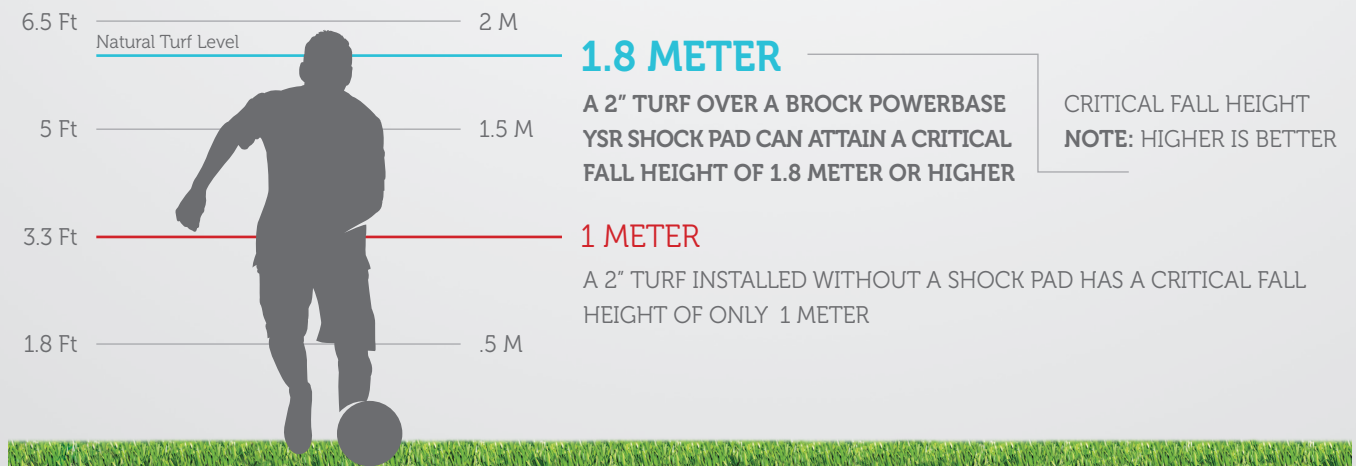 6.5 Ft
2 M
Natural Turf Level
1.8 METER
A 2” TURF OVER A BROCK POWERBASE
YSR SHOCK PAD CAN ATTAIN A CRITICAL
FALL HEIGHT OF 1.8 METER OR HIGHER
CRITICAL FALL HEIGHT
NOTE: HIGHER IS BETTER
5 Ft
1.5 M
3.3 Ft
1 METER
A 2” TURF INSTALLED WITHOUT A SHOCK PAD HAS A CRITICAL FALL
HEIGHT OF ONLY 1 METER
1.8 Ft
.5 M